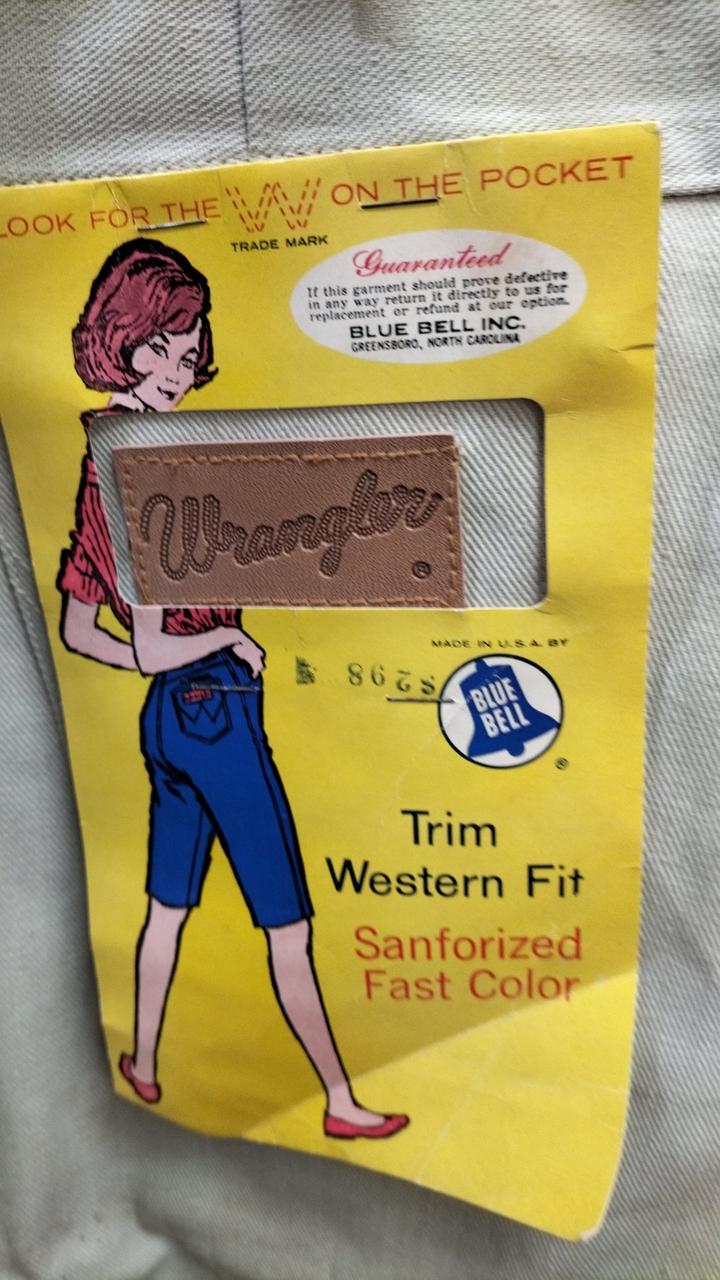 LOOK FOR THE W ON THE POCKET
TRADE MARK
Guaranteed
If this garment should prove defective
in any way return it directly to us for
replacement or refund at our option.
BLUE BELL INC.
GREENSBORO, NORTH CAROLINA
Wrangler
®
MADE IN U.S.A. BY
BLUE
BELL
®
Trim
Western Fit
Sanforized
Fast Color